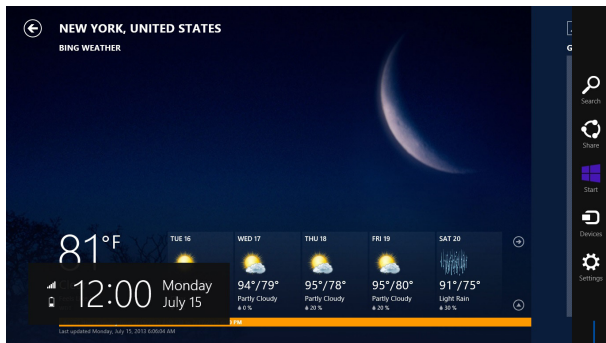 NEW YORK, UNITED STATES
BING WEATHER
G
Search
Share
Start
Devices
Settings
81°F
TUE 16
WED 17
94°/79°
Partly Cloudy
0 %
THU 18
95°/78°
Partly Cloudy
20 %
FRI 19
95°/80°
Partly Cloudy
20 %
SAT 20
91°/75°
Light Rain
30 %
12:00
Monday
July 15
PM
Last updated Monday, July 15, 2013 6:06:04 AM